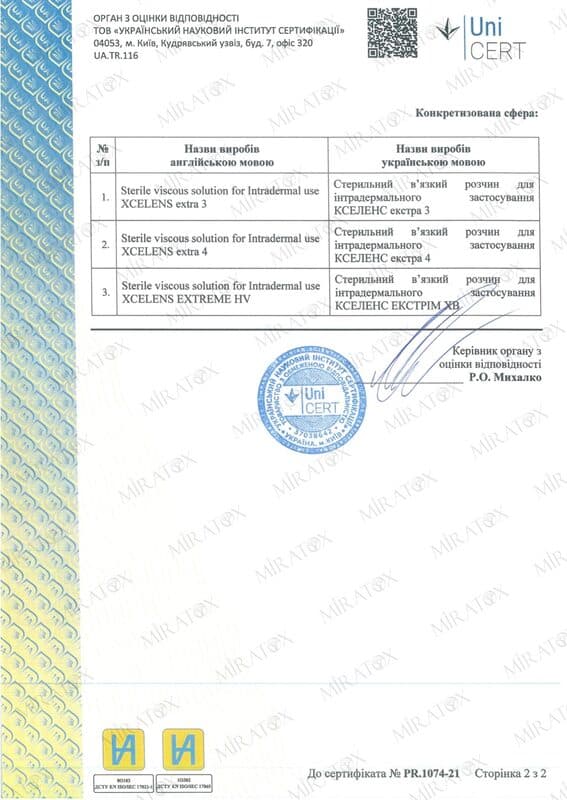 ОРГАН З ОЦІНКИ ВІДПОВІДНОСТІ
ТОВ «УКРАЇНСЬКИЙ НАУКОВИЙ ІНСТИТУТ СЕРТИФІКАЦІЇ»
04053, м. Київ, Кудрявський узвіз, буд. 7, офіс 320
UA.TR.116
Uni
CERT
Конкретизована сфера:
№ з/п
Назви виробів англійською мовою
Назви виробів українською мовою
1.
Sterile viscous solution for Intradermal use
XCELENS extra 3
Стерильний в’язкий розчин для
інтрадермального застосування
КСЕЛЕНС екстра 3
2.
Sterile viscous solution for Intradermal use
XCELENS extra 4
Стерильний в’язкий розчин для
інтрадермального застосування
КСЕЛЕНС екстра 4
3.
Sterile viscous solution for Intradermal use
XCELENS EXTREME HV
Стерильний в’язкий розчин для
інтрадермального застосування
КСЕЛЕНС ЕКСТРІМ ХВ
Керівник органу з
оцінки відповідності
Р.О. Михалко
УКРАЇНСЬКИЙ НАУКОВИЙ ІНСТИТУТ СЕРТИФІКАЦІЇ
ТОВАРИСТВО З ОБМЕЖЕНОЮ ВІДПОВІДАЛЬНІСТЮ
Uni
CERT
37038642
УКРАЇНА, м. КИЇВ
ДСТУ EN ISO/IEC 17021-1
ДСТУ EN ISO/IEC 17065
До сертифіката № PR.1074-21 Сторінка 2 з 2
MIRATOX